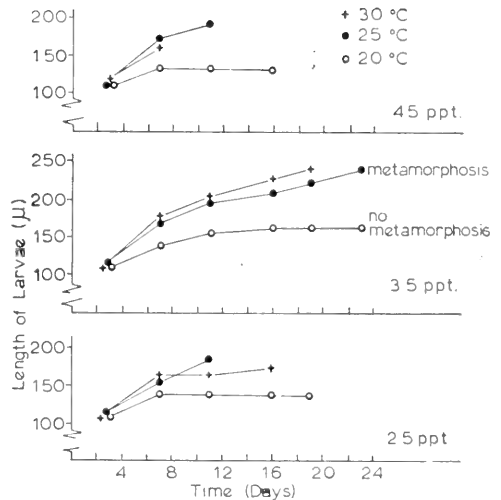 + 30 °C
● 25 °C
○ 20 °C
200
150
100
45 ppt.
250
200
150
100
metamorphosis
no
metamorphosis
35 ppt.
200
150
100
25 ppt
4 8 12 16 20 24
Time (Days)
Length of Larvae (µ)